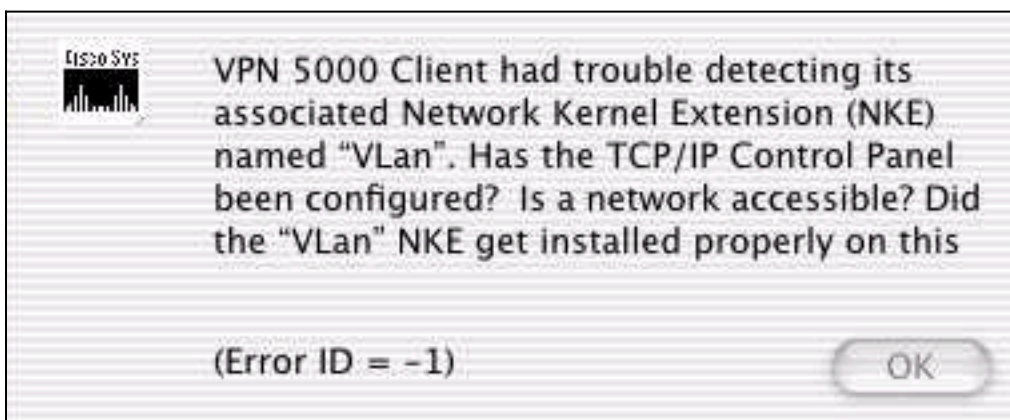 Cisco Sys
VPN 5000 Client had trouble detecting its
associated Network Kernel Extension (NKE)
named “VLan”. Has the TCP/IP Control Panel
been configured?  Is a network accessible? Did
the “VLan” NKE get installed properly on this
(Error ID = -1)
OK